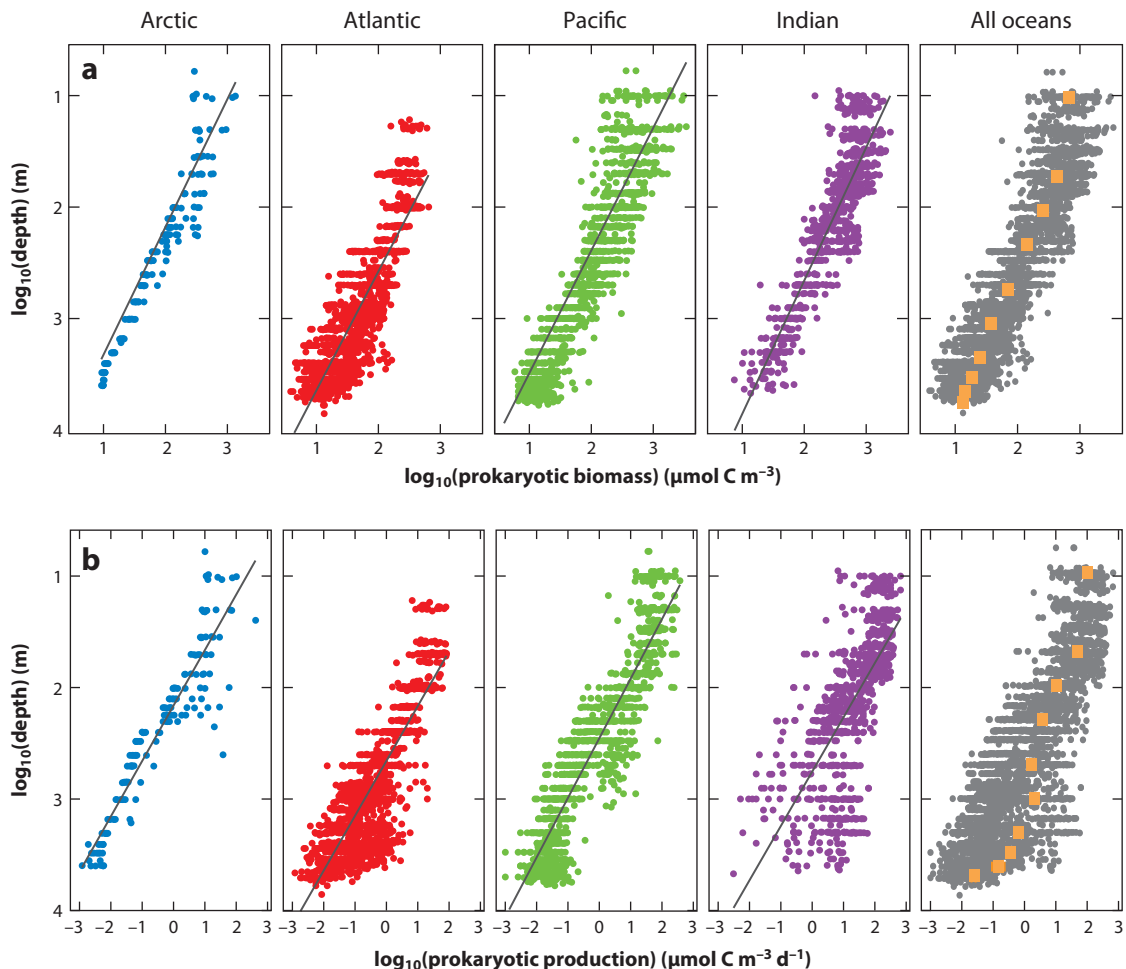 Arctic Atlantic Pacific Indian All oceans
a
log10(depth) (m)
1
2
3
4
1 2 3 1 2 3 1 2 3 1 2 3 1 2 3
log10(prokaryotic biomass) (μmol C m–3)
b
log10(depth) (m)
1
2
3
4
–3 –2 –1 0 1 2 3 –3 –2 –1 0 1 2 3 –3 –2 –1 0 1 2 3 –3 –2 –1 0 1 2 3 –3 –2 –1 0 1 2 3
log10(prokaryotic production) (μmol C m–3 d–1)